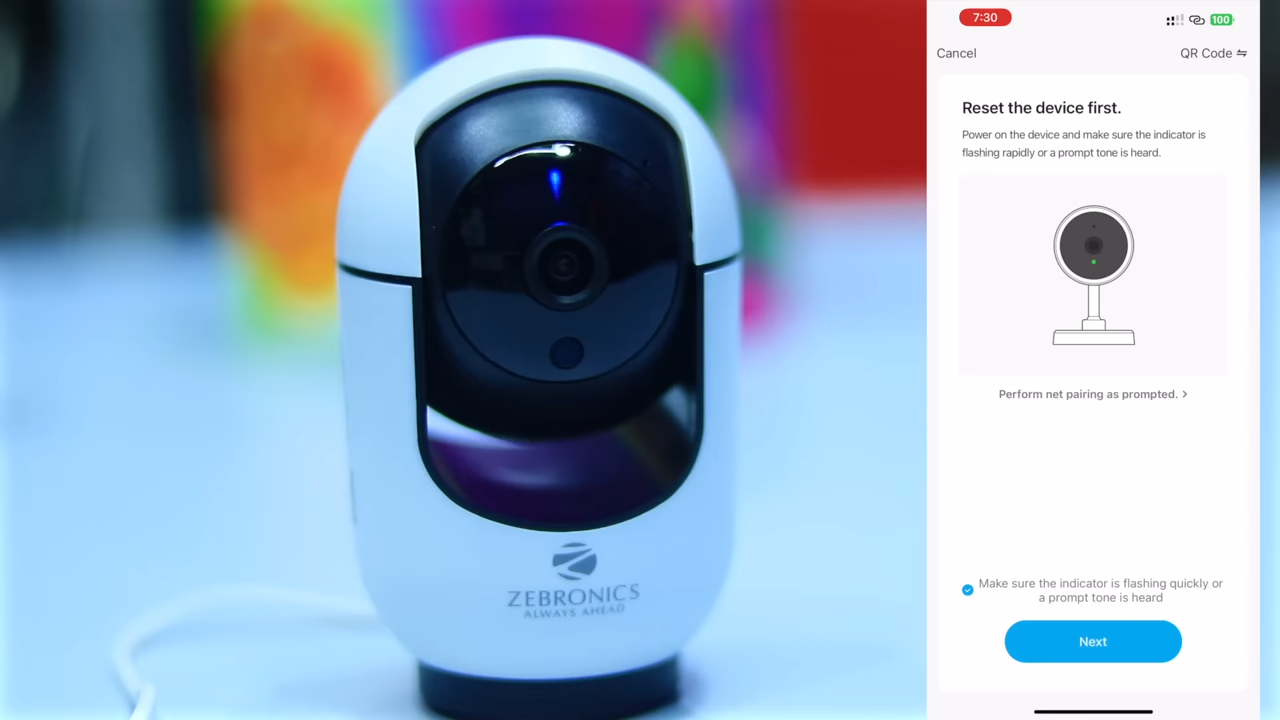 ZEBRONICS
ALWAYS AHEAD
7:30
100
Cancel
QR Code
Reset the device first.
Power on the device and make sure the indicator is
flashing rapidly or a prompt tone is heard.
Perform net pairing as prompted. >
Make sure the indicator is flashing quickly or
a prompt tone is heard
Next